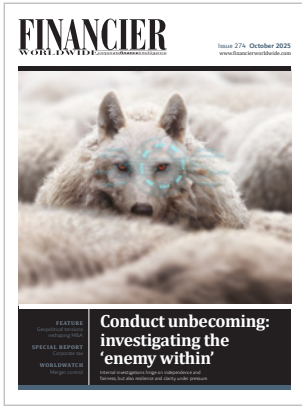 FINANCIER
WORLDWIDE corporatefinanceintelligence
Issue 274 October 2025
www.financierworldwide.com
FEATURE
Geopolitical tensions
reshaping M&A
SPECIAL REPORT
Corporate tax
WORLDWATCH
Merger control
Conduct unbecoming:
investigating the
‘enemy within’
Internal investigations hinge on independence and
fairness, but also resilience and clarity under pressure